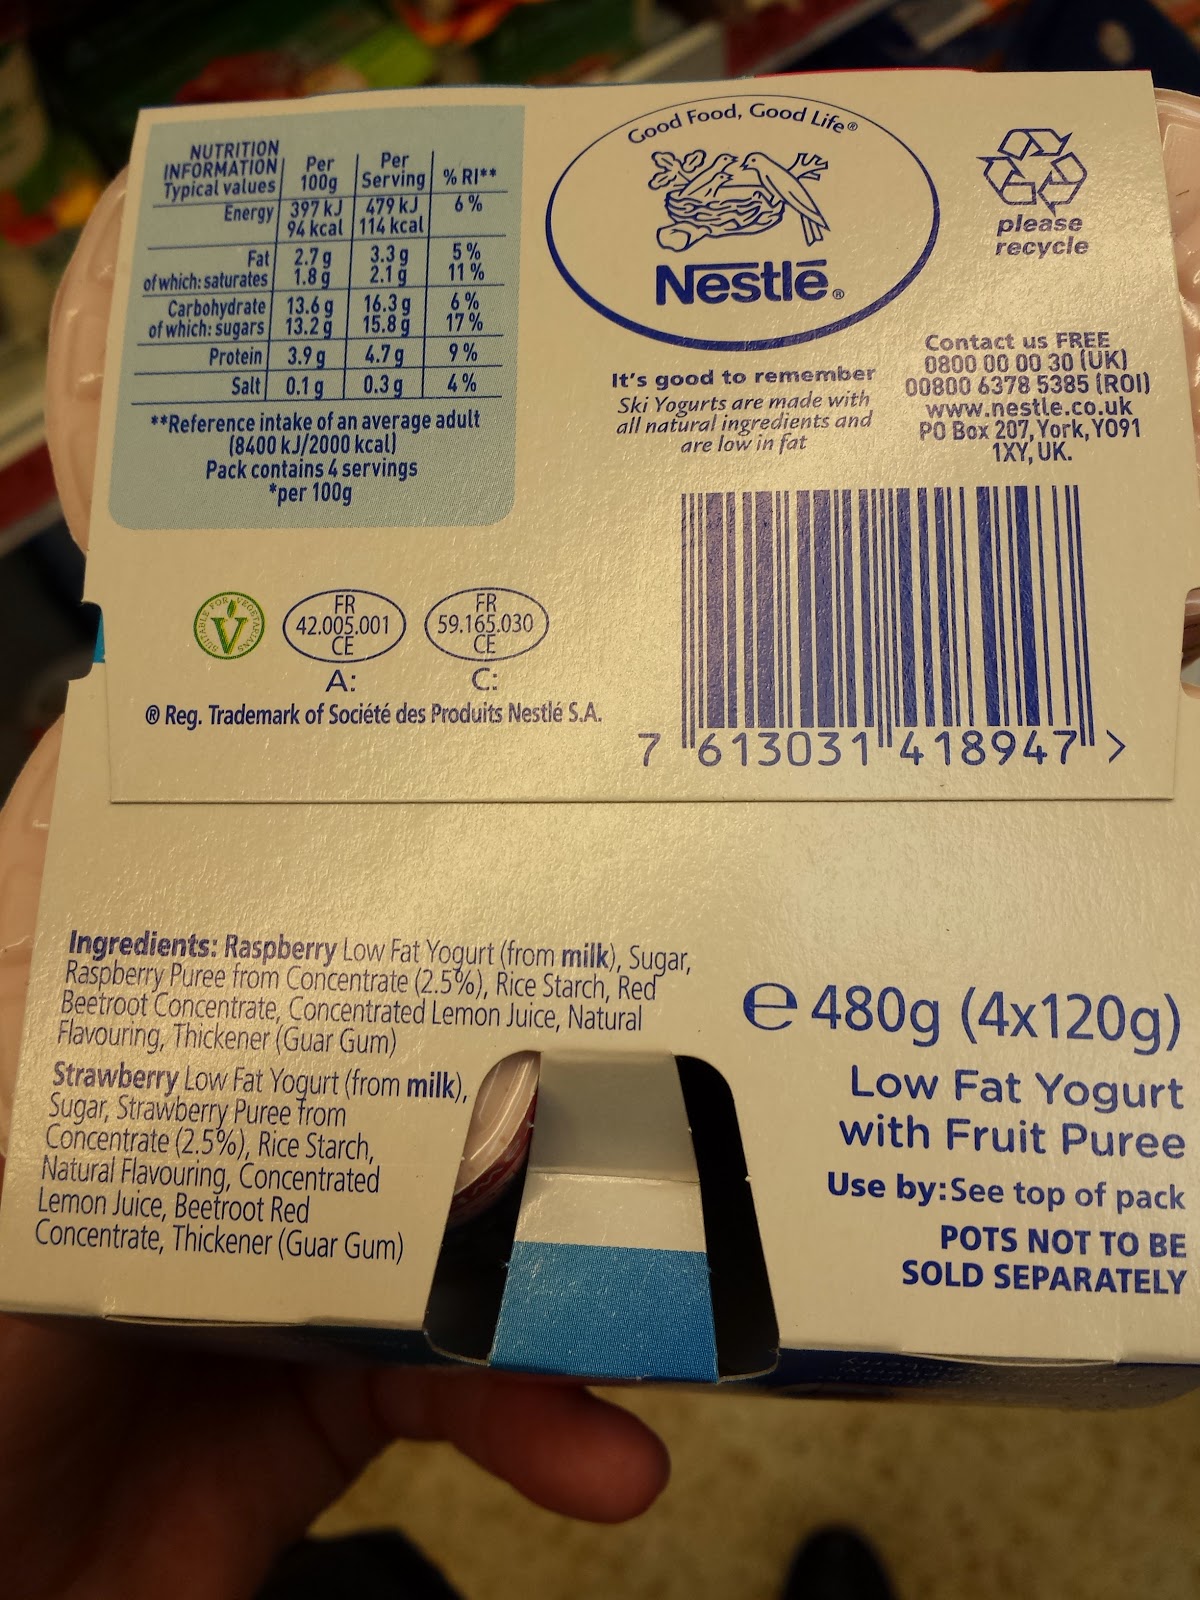 NUTRITION
INFORMATION
Typical values
Per
100g
Per
Serving
% RI**
Energy 397 kJ 479 kJ 6%
94 kcal 114 kcal
Fat 2.7 g 3.3 g 5%
of which: saturates 1.8 g 2.1 g 11%
Carbohydrate 13.6 g 16.3 g 6%
of which: sugars 13.2 g 15.8 g 17%
Protein 3.9 g 4.7 g 9%
Salt 0.1 g 0.3 g 4%
**Reference intake of an average adult
(8400 kJ/2000 kcal)
Pack contains 4 servings
*per 100g
Good Food, Good Life®
Nestlē®
please
recycle
It's good to remember
Ski Yogurts are made with
all natural ingredients and
are low in fat
Contact us FREE
0800 00 00 30 (UK)
00800 6378 5385 (ROI)
www.nestle.co.uk
PO Box 207, York, YO91
1XY, UK.
SUITABLE FOR VEGETARIANS
V
FR
42.005.001
CE
A:
FR
59.165.030
CE
C:
® Reg. Trademark of Société des Produits Nestlé S.A.
7 613031 418947 >
Ingredients: Raspberry Low Fat Yogurt (from milk), Sugar,
Raspberry Puree from Concentrate (2.5%), Rice Starch, Red
Beetroot Concentrate, Concentrated Lemon Juice, Natural
Flavouring, Thickener (Guar Gum)
Strawberry Low Fat Yogurt (from milk),
Sugar, Strawberry Puree from
Concentrate (2.5%), Rice Starch,
Natural Flavouring, Concentrated
Lemon Juice, Beetroot Red
Concentrate, Thickener (Guar Gum)
e 480g (4x120g)
Low Fat Yogurt
with Fruit Puree
Use by:See top of pack
POTS NOT TO BE
SOLD SEPARATELY